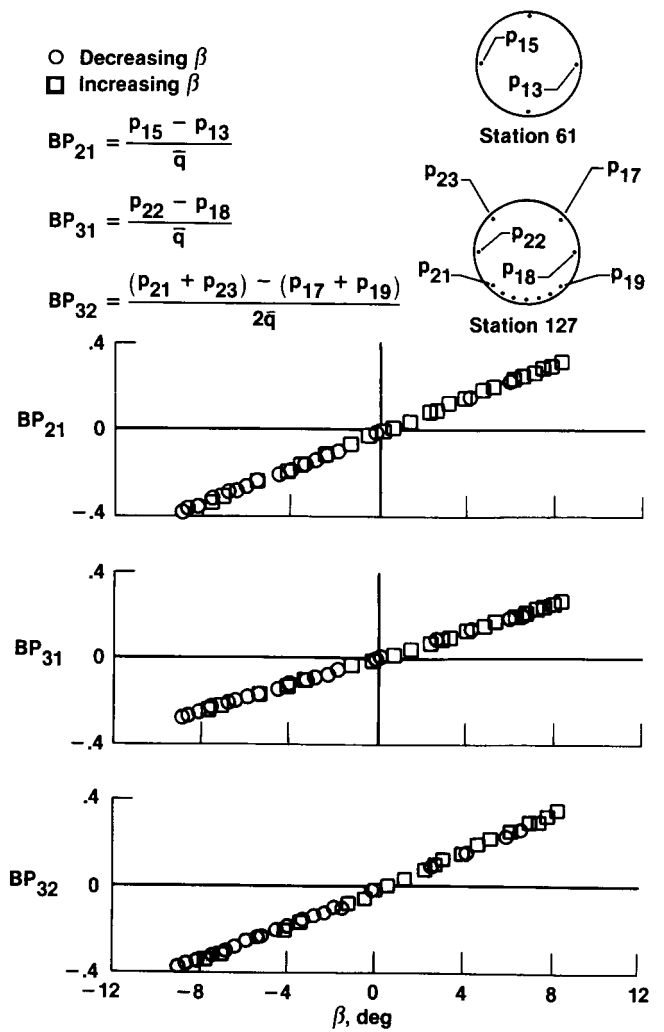 ○ Decreasing β
□ Increasing β
BP₂₁ = (p₁₅ − p₁₃) / q̅
BP₃₁ = (p₂₂ − p₁₈) / q̅
BP₃₂ = ((p₂₁ + p₂₃) − (p₁₇ + p₁₉)) / 2q̅
p₁₅
p₁₃
Station 61
p₂₃ p₁₇
p₂₂
p₂₁ p₁₈ p₁₉
Station 127
.4
BP₂₁ 0
−.4
.4
BP₃₁ 0
−.4
.4
BP₃₂ 0
−.4
−12 −8 −4 0 4 8 12
β, deg